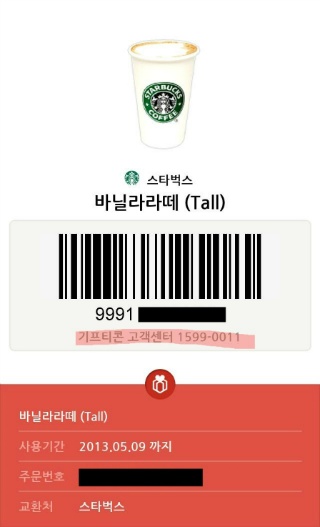 STARBUCKS
COFFEE
스타벅스
바닐라라떼 (Tall)
9991
기프티콘 고객센터 1599-0011
바닐라라떼 (Tall)
사용기간 2013.05.09 까지
주문번호
교환처 스타벅스